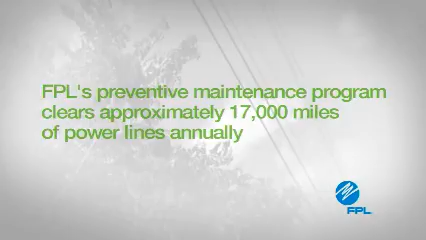 FPL's preventive maintenance program
clears approximately 17,000 miles
of power lines annually
FPL.